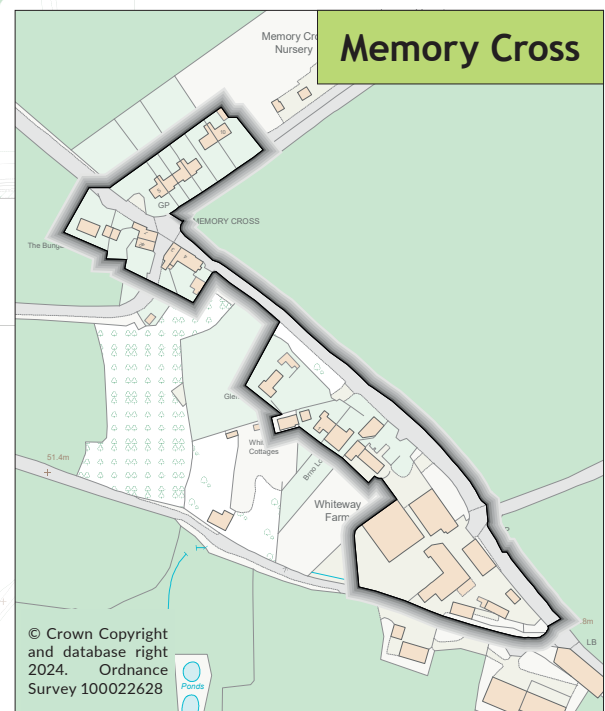 Memory Cross
Memory
Nursery
GP
MEMORY CROSS
The
51.4m
Cottages
Whiteway
Farm
LB
Ponds
© Crown Copyright
and database right
2024. Ordnance
Survey 100022628